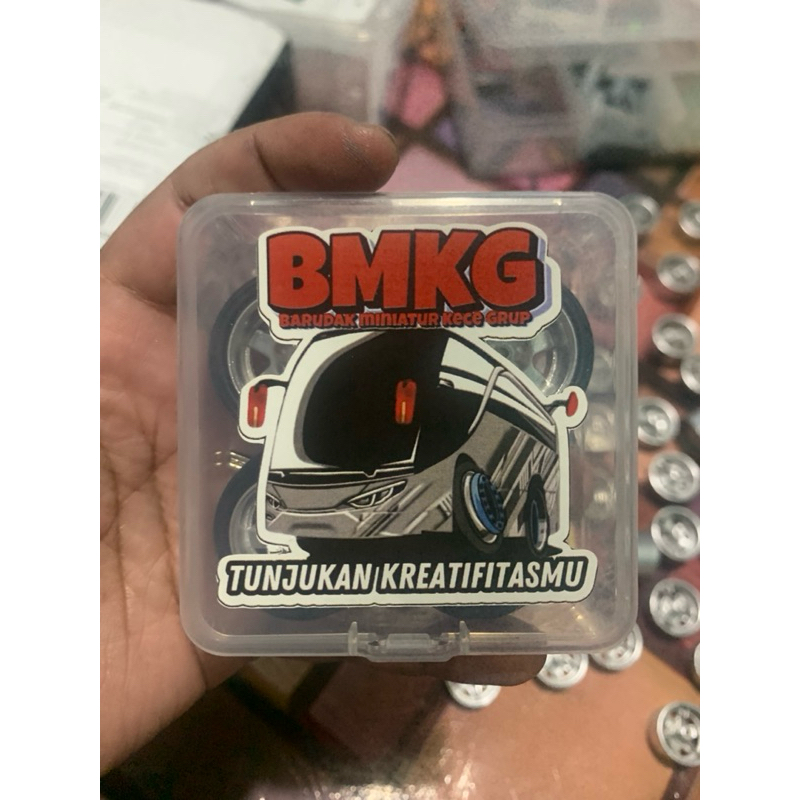 BMKG
BARUDAK MINIATUR KECE GRUP
TUNJUKAN KREATIFITASMU